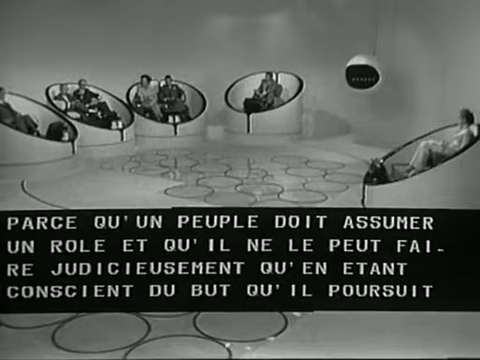 PARCE QU'UN PEUPLE DOIT ASSUMER
UN ROLE ET QU'IL NE LE PEUT FAI-
RE JUDICIEUSEMENT QU'EN ETANT
CONSCIENT DU BUT QU'IL POURSUIT